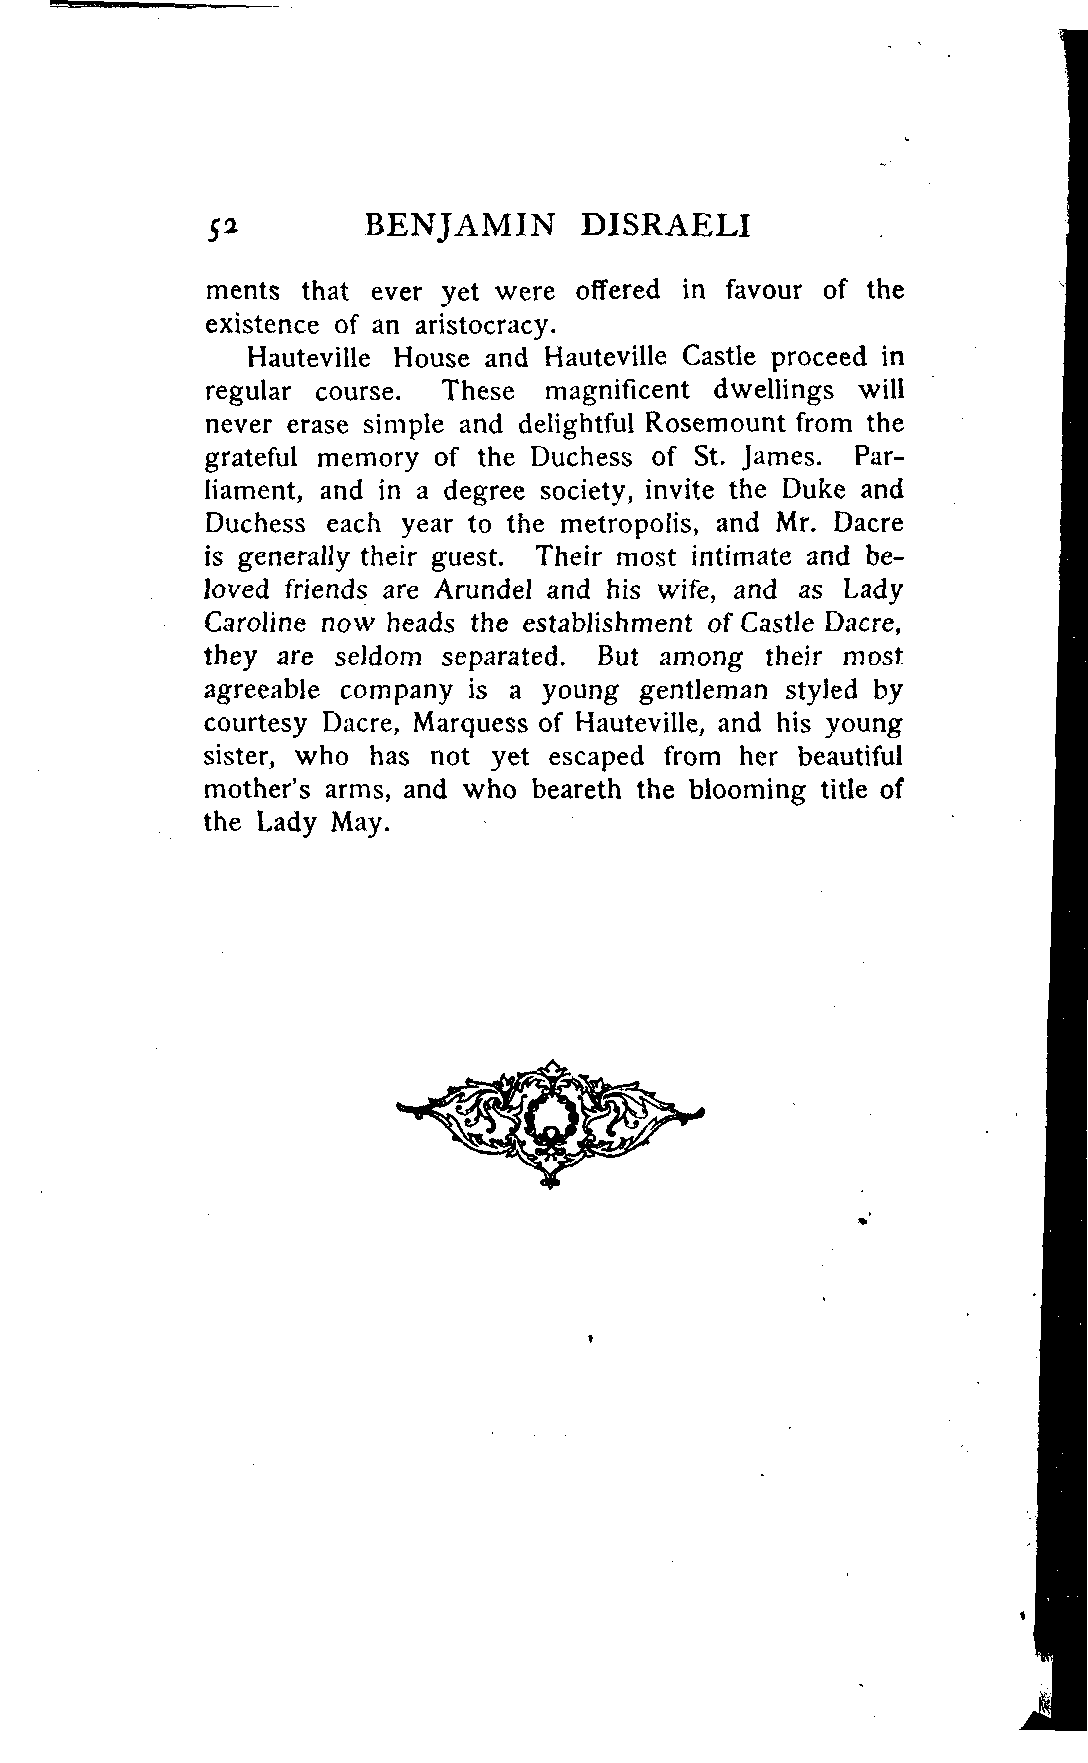 52 BENJAMIN DISRAELI
ments that ever yet were offered in favour of the
existence of an aristocracy.
Hauteville House and Hauteville Castle proceed in
regular course. These magnificent dwellings will
never erase simple and delightful Rosemount from the
grateful memory of the Duchess of St. James. Par-
liament, and in a degree society, invite the Duke and
Duchess each year to the metropolis, and Mr. Dacre
is generally their guest. Their most intimate and be-
loved friends are Arundel and his wife, and as Lady
Caroline now heads the establishment of Castle Dacre,
they are seldom separated. But among their most
agreeable company is a young gentleman styled by
courtesy Dacre, Marquess of Hauteville, and his young
sister, who has not yet escaped from her beautiful
mother's arms, and who beareth the blooming title of
the Lady May.